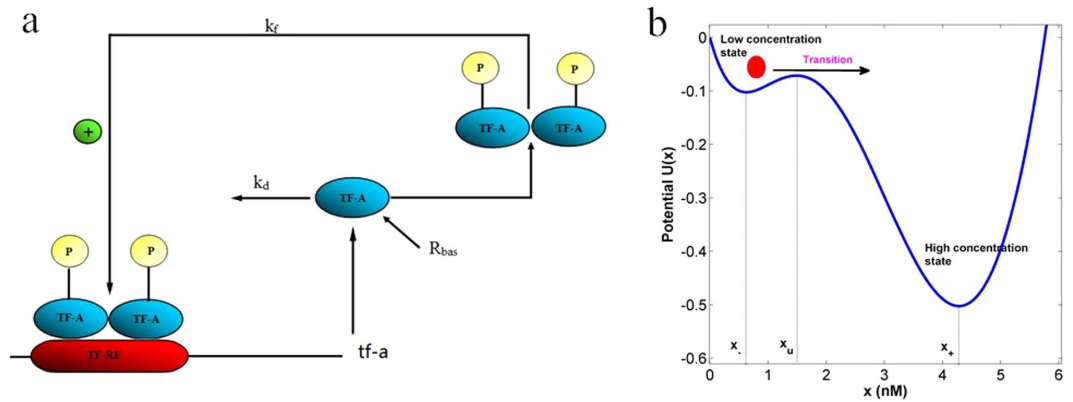 a
k_f
P
P
TF-A
TF-A
+
k_d
TF-A
R_bas
P
P
TF-A
TF-A
TF-RE
tf-a
b
Low concentration
state
Transition
High concentration
state
x_-
x_u
x_+
0
-0.1
-0.2
-0.3
-0.4
-0.5
-0.6
Potential U(x)
0 1 2 3 4 5 6
x (nM)